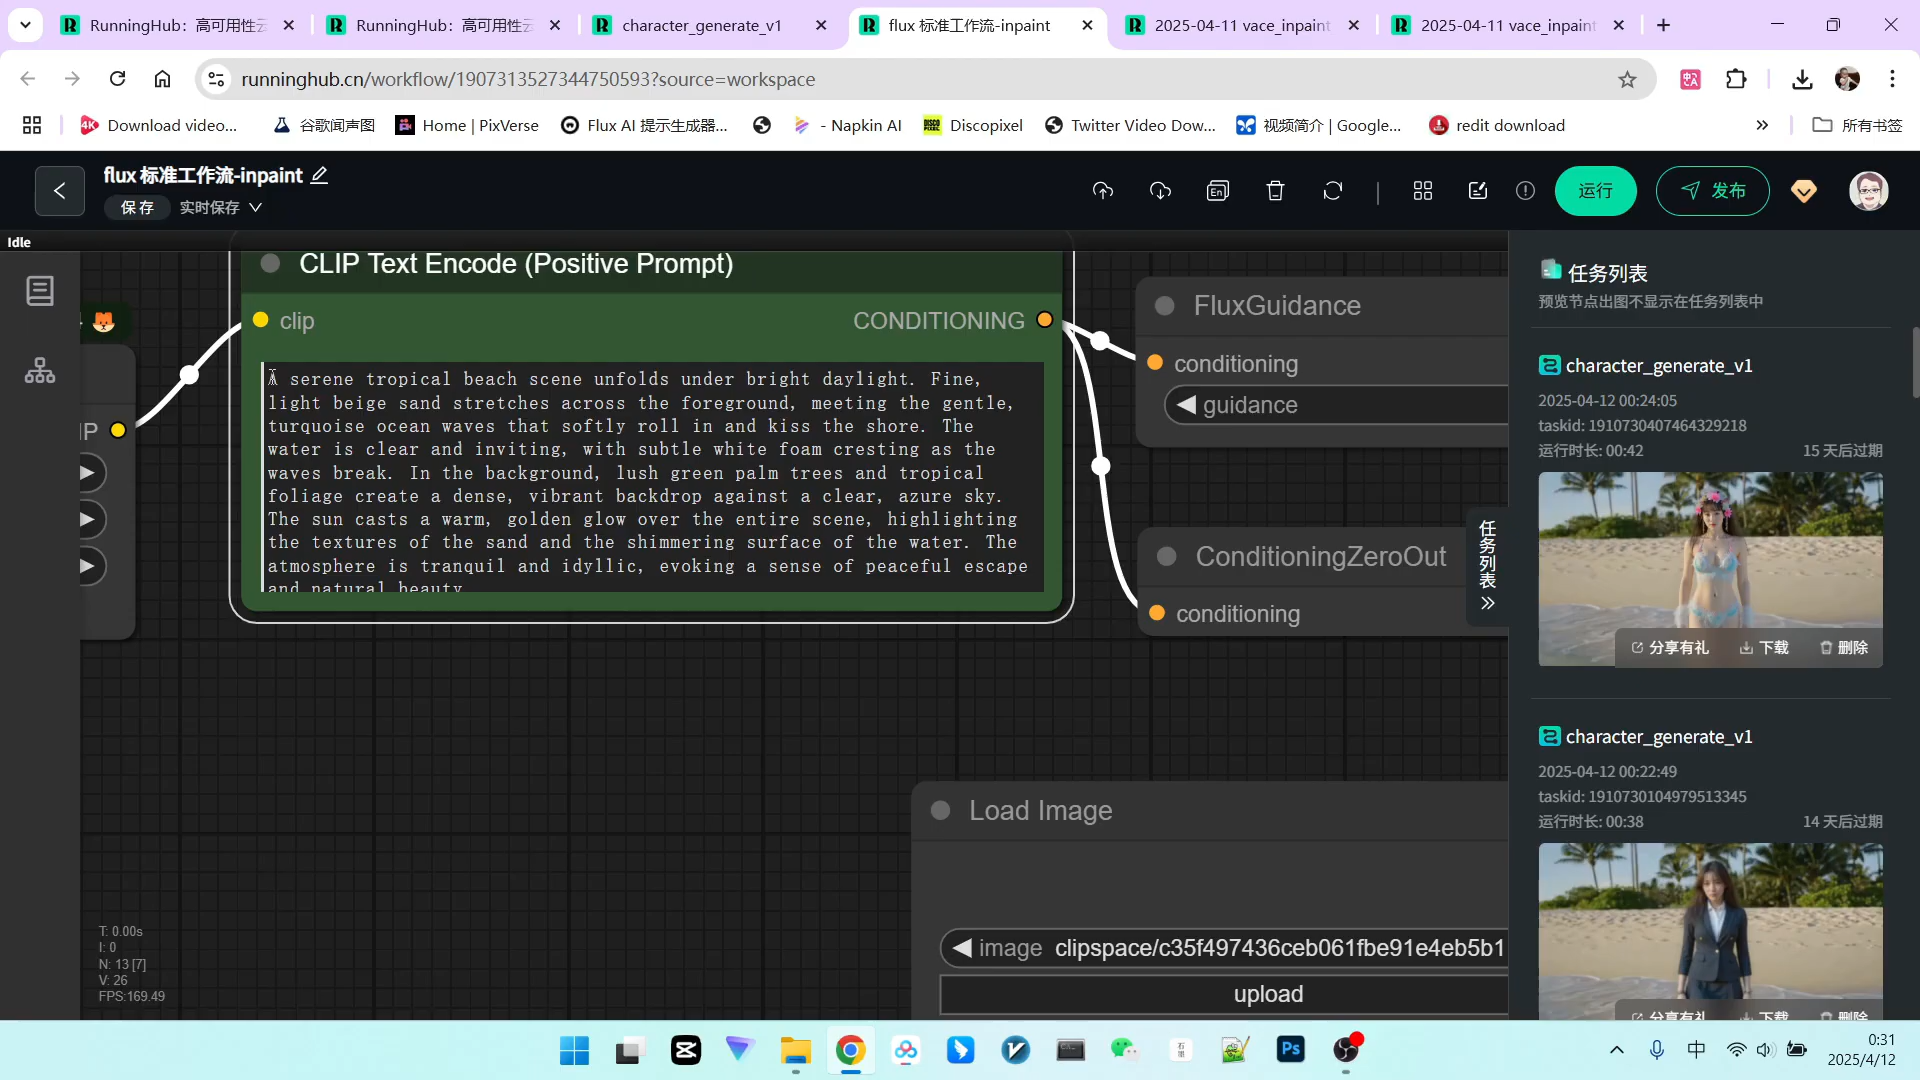 RunningHub：高可用性云
RunningHub：高可用性云
character_generate_v1
flux 标准工作流-inpaint
2025-04-11 vace_inpaint
2025-04-11 vace_inpaint
runninghub.cn/workflow/1907313527344750593?source=workspace
Download video...
谷歌闻声图
Home | PixVerse
Flux AI 提示生成器...
- Napkin AI
Discopixel
Twitter Video Dow...
视频简介 | Google...
redit download
所有书签
flux 标准工作流-inpaint
保存
实时保存
En
运行
发布
Idle
CLIP Text Encode (Positive Prompt)
clip
CONDITIONING
A serene tropical beach scene unfolds under bright daylight. Fine,
light beige sand stretches across the foreground, meeting the gentle,
turquoise ocean waves that softly roll in and kiss the shore. The
water is clear and inviting, with subtle white foam cresting as the
waves break. In the background, lush green palm trees and tropical
foliage create a dense, vibrant backdrop against a clear, azure sky.
The sun casts a warm, golden glow over the entire scene, highlighting
the textures of the sand and the shimmering surface of the water. The
atmosphere is tranquil and idyllic, evoking a sense of peaceful escape
and natural beauty
IP
FluxGuidance
conditioning
guidance
ConditioningZeroOut
conditioning
Load Image
image clipspace/c35f497436ceb061fbe91e4eb5b1
upload
T: 0.00s
I: 0
N: 13 [7]
V: 26
FPS:169.49
任务列表
任务列表
预览节点出图不显示在任务列表中
character_generate_v1
2025-04-12 00:24:05
taskid: 1910730407464329218
运行时长: 00:42
15 天后过期
分享有礼
下载
删除
character_generate_v1
2025-04-12 00:22:49
taskid: 1910730104979513345
运行时长: 00:38
14 天后过期
分享有礼
下载
删除
Ps
中
0:31
2025/4/12